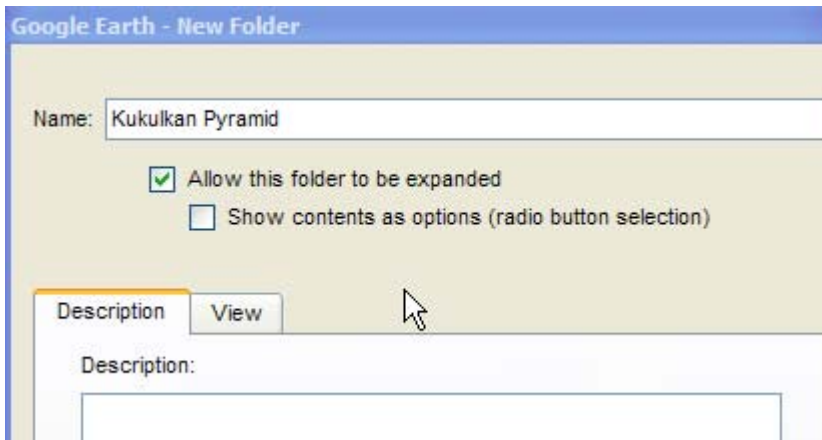 Google Earth - New Folder
Name: Kukulkan Pyramid
Allow this folder to be expanded
Show contents as options (radio button selection)
Description View
Description: